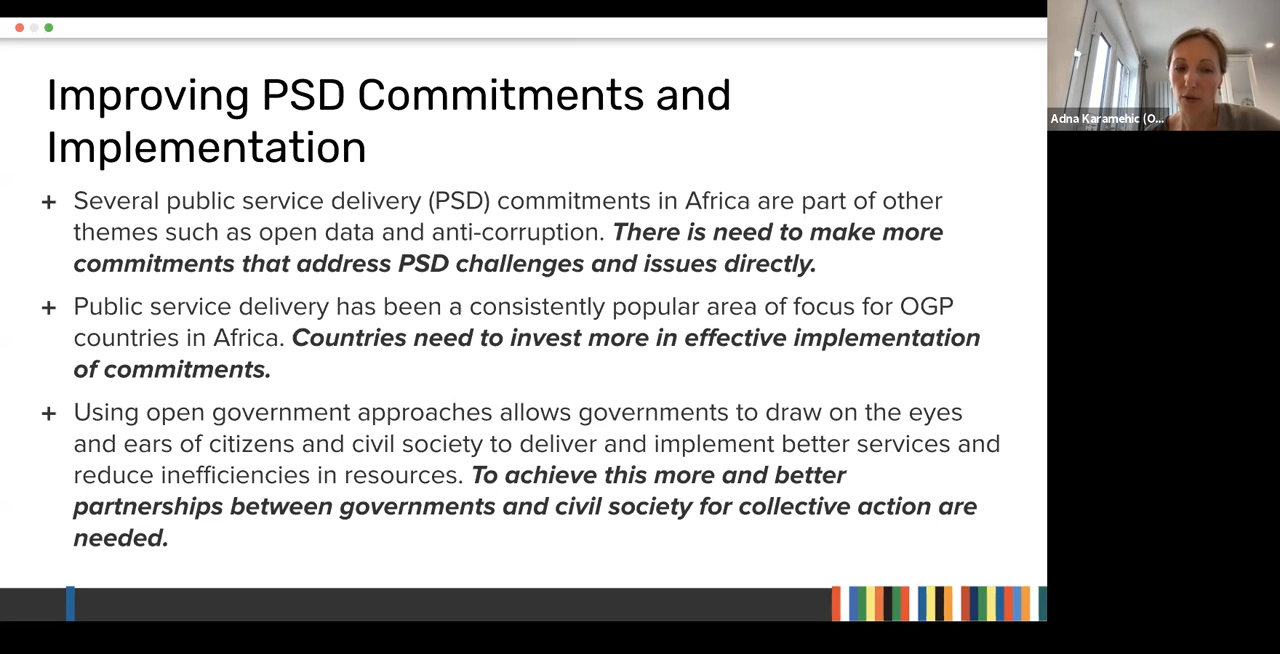 Improving PSD Commitments and
Implementation
+ Several public service delivery (PSD) commitments in Africa are part of other
themes such as open data and anti-corruption. There is need to make more
commitments that address PSD challenges and issues directly.
+ Public service delivery has been a consistently popular area of focus for OGP
countries in Africa. Countries need to invest more in effective implementation
of commitments.
+ Using open government approaches allows governments to draw on the eyes
and ears of citizens and civil society to deliver and implement better services and
reduce inefficiencies in resources. To achieve this more and better
partnerships between governments and civil society for collective action are
needed.
Adna Karamehic (O...